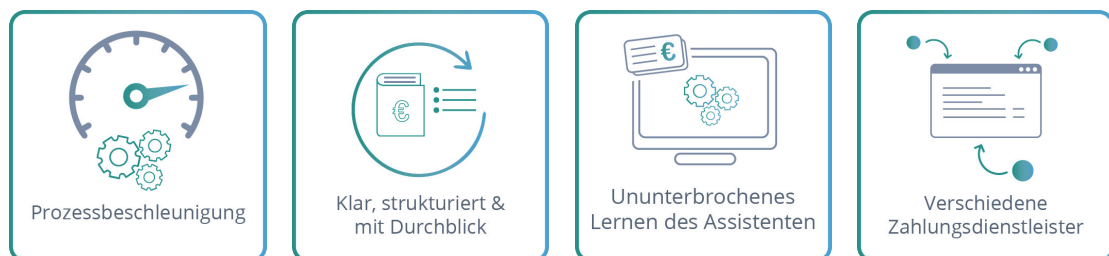 Prozessbeschleunigung
Klar, strukturiert &
mit Durchblick
€
€
Ununterbrochenes
Lernen des Assistenten
Verschiedene
Zahlungsdienstleister